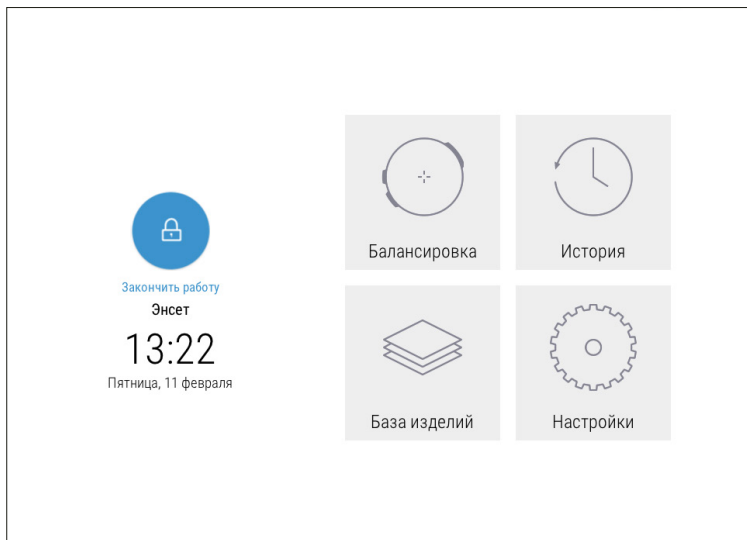 Закончить работу
Энсет
13:22
Пятница, 11 февраля
Балансировка
История
База изделий
Настройки